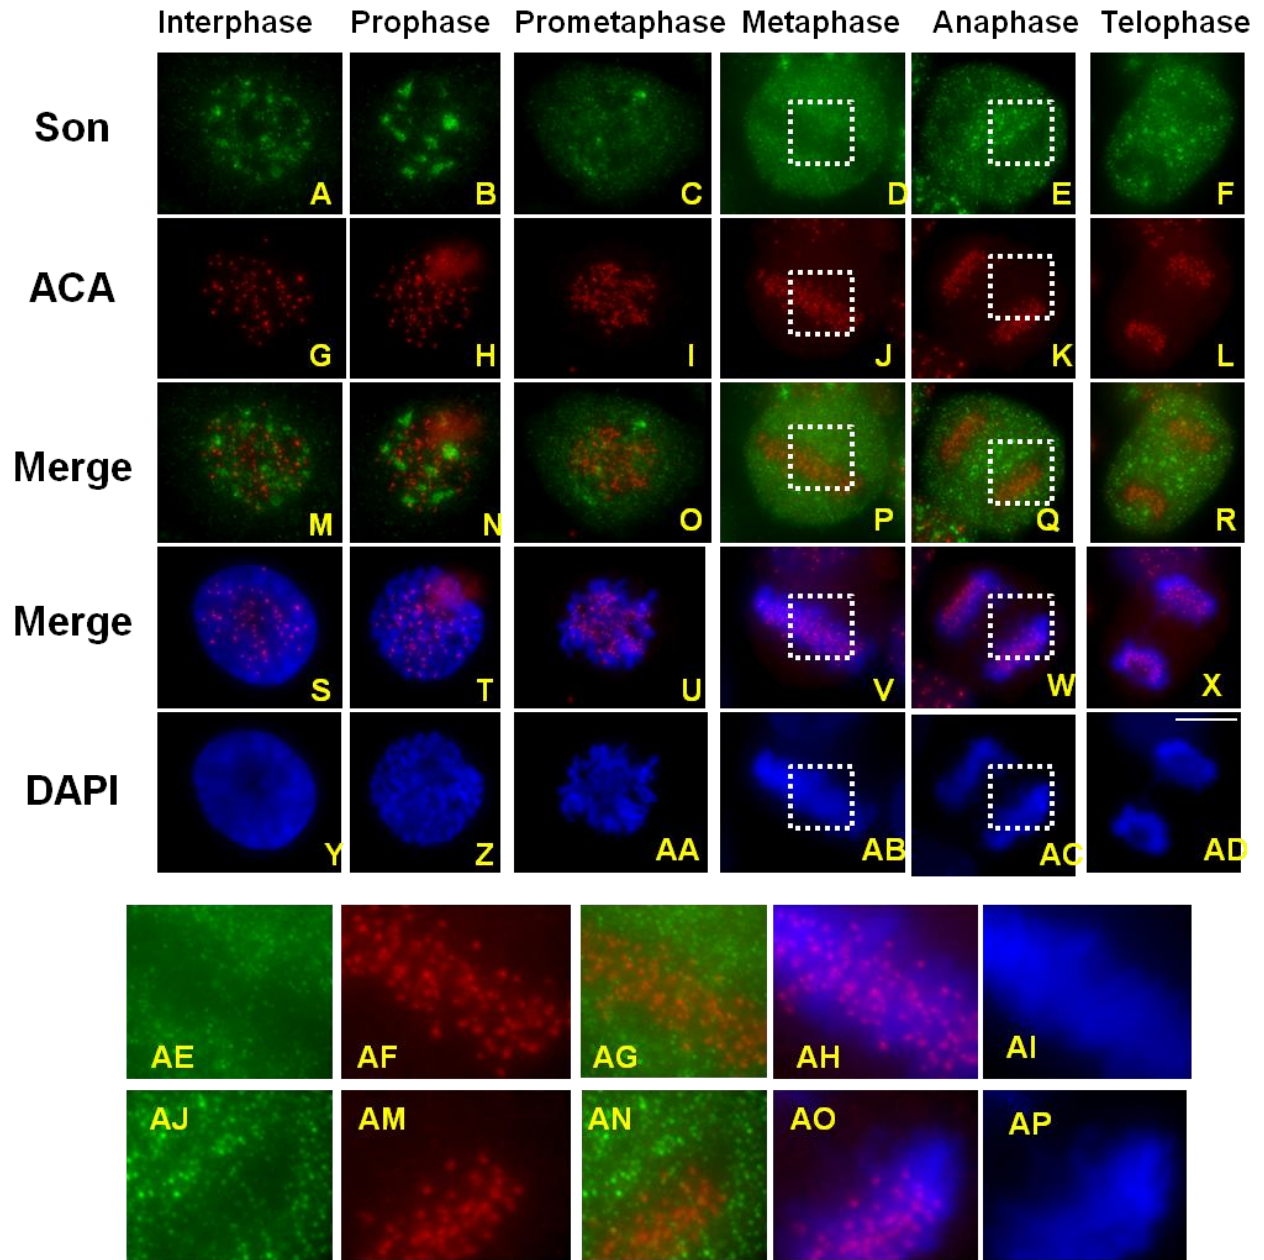 Interphase Prophase Prometaphase Metaphase Anaphase Telophase
Son
A B C D E F
ACA
G H I J K L
Merge
M N O P Q R
Merge
S T U V W X
DAPI
Y Z AA AB AC AD
AE AF AG AH AI
AJ AM AN AO AP